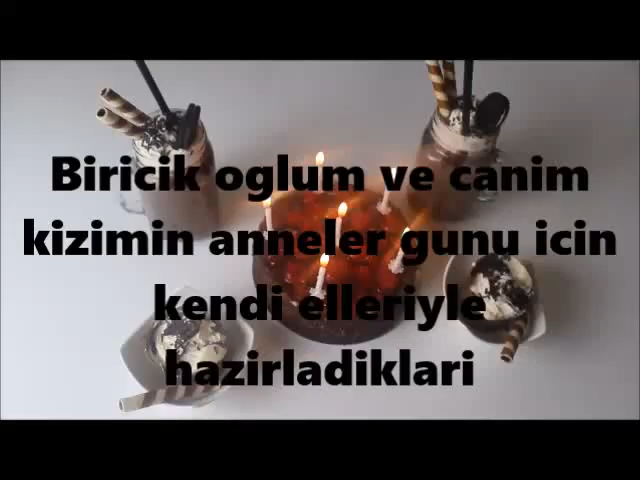 Biricik oglum ve canim
kizimin anneler gunu icin
kendi elleriyle
hazirladiklari